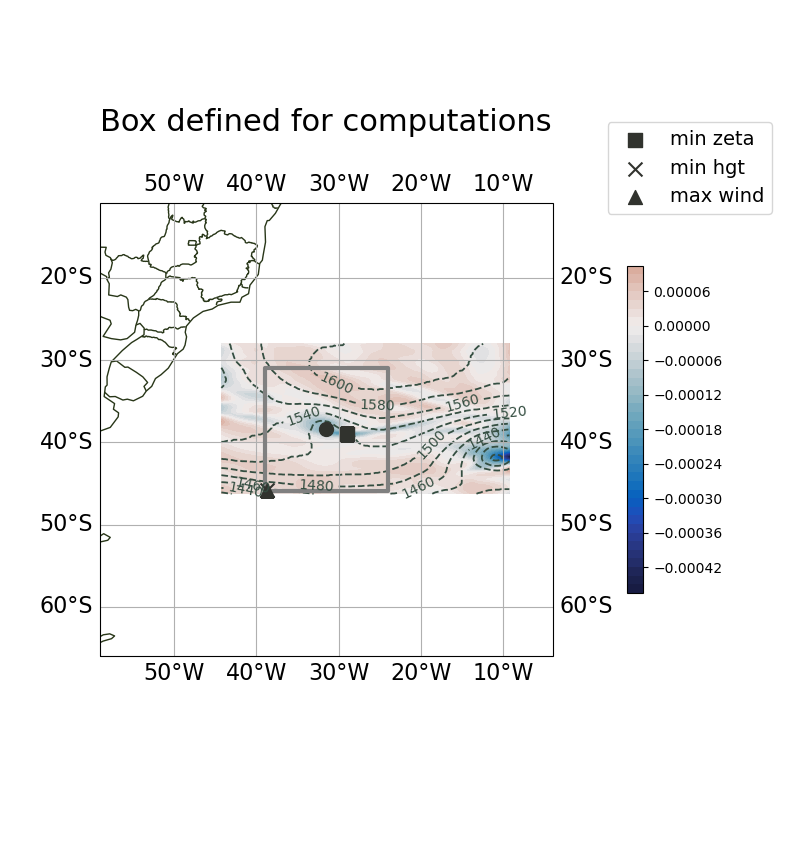 Box defined for computations
min zeta
min hgt
max wind
50°W 40°W 30°W 20°W 10°W
20°S 20°S
30°S 30°S
40°S 40°S
50°S 50°S
60°S 60°S
50°W 40°W 30°W 20°W 10°W
1600
1580
1560
1540
1520
1500
1440
1480
1460
1440
0.00006
0.00000
−0.00006
−0.00012
−0.00018
−0.00024
−0.00030
−0.00036
−0.00042